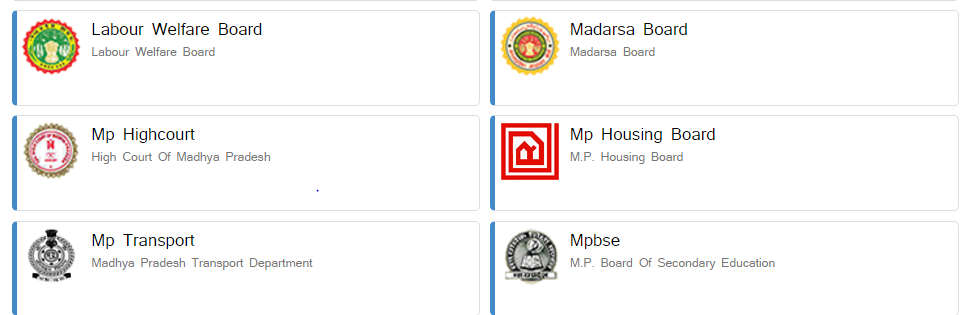 Labour Welfare Board
Labour Welfare Board
Madarsa Board
Madarsa Board
Mp Highcourt
High Court Of Madhya Pradesh
Mp Housing Board
M.P. Housing Board
Mp Transport
Madhya Pradesh Transport Department
Mpbse
M.P. Board Of Secondary Education